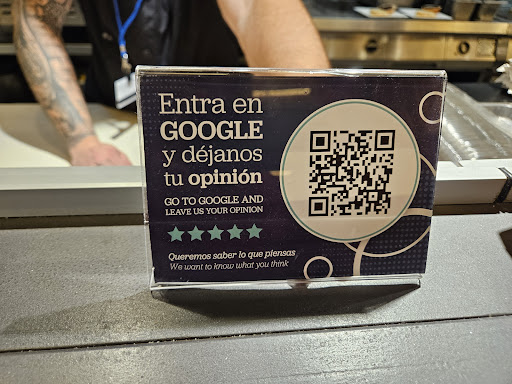 Entra en
GOOGLE
y déjanos
tu opinión
GO TO GOOGLE AND
LEAVE US YOUR OPINION
Queremos saber lo que piensas
We want to know what you think